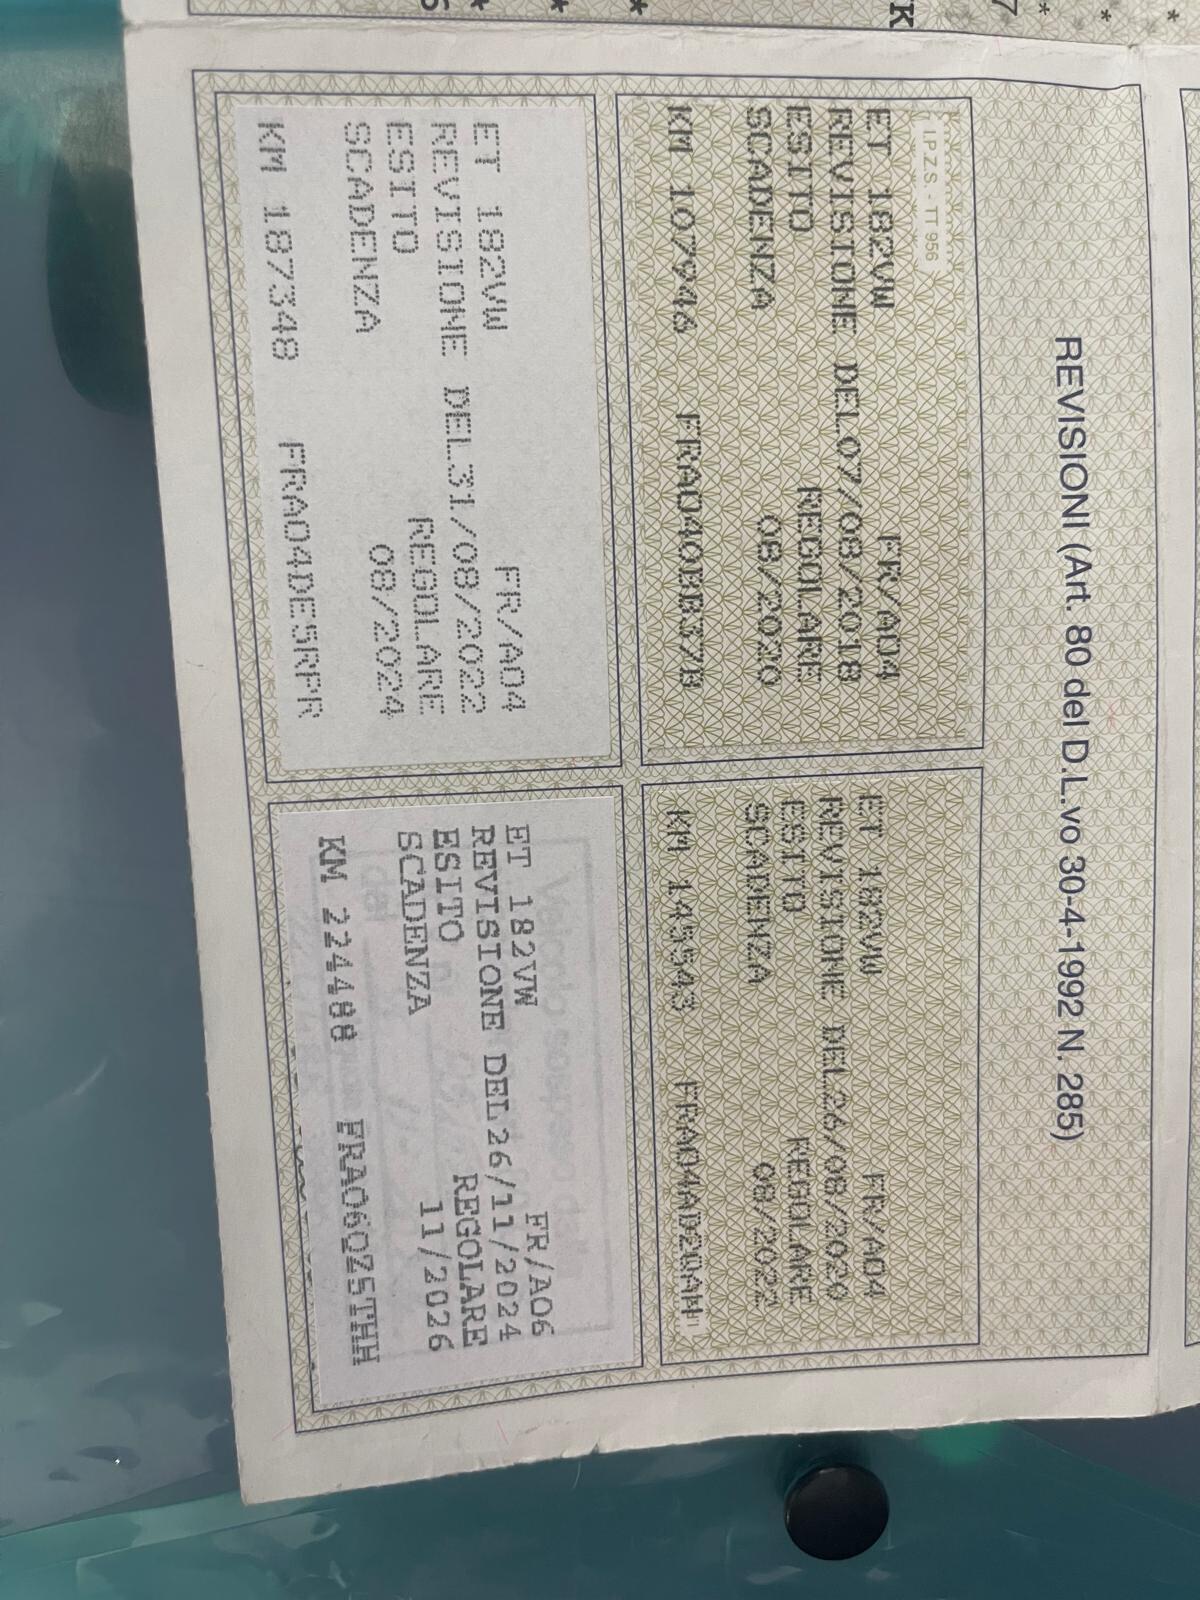 REVISIONI (Art. 80 del D.L.vo 30-4-1992 N. 285)
I.P.Z.S. - TT 956
ET 182VW FR/A04
REVISIONE DEL07/08/2018
ESITO REGOLARE
SCADENZA 08/2020
KM 107946 FRA040BB37B
ET 182VW FR/A04
REVISIONE DEL26/08/2020
ESITO REGOLARE
SCADENZA 08/2022
KM 145543
ET 182VW FR/A04
REVISIONE DEL31/08/2022
ESITO REGOLARE
SCADENZA 08/2024
KM 187348 FRA04DE5RPR
ET 182VW FR/A06
REVISIONE DEL26/11/2024
ESITO REGOLARE
SCADENZA 11/2026
KM 224488 FRA06QZ5THH